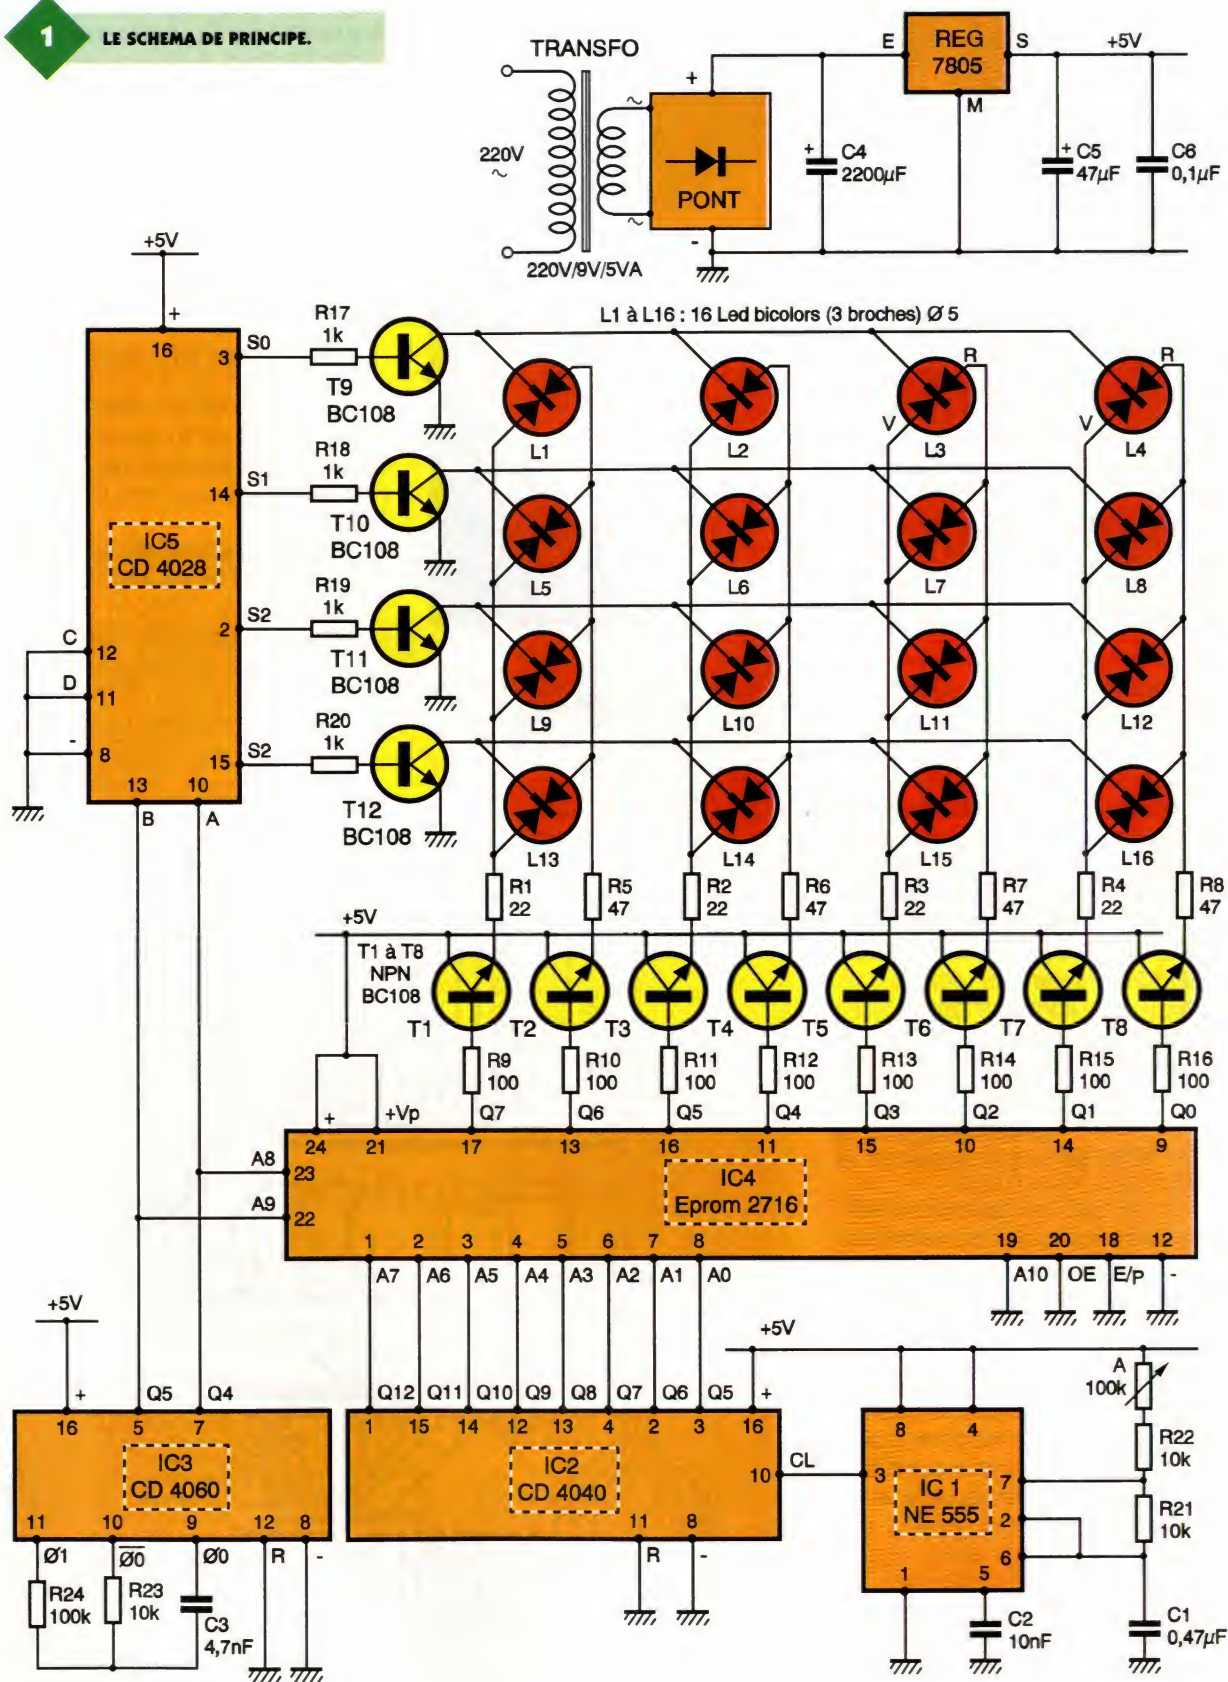 1 LE SCHEMA DE PRINCIPE.
TRANSFO
220V
~
~
~
220V/9V/5VA
PONT
+
-
E
REG
7805
S
M
+5V
+ C4
2200µF
+ C5
47µF
C6
0,1µF
+5V
+
16
L1 à L16 : 16 Led bicolors (3 broches) Ø 5
3 S0
R17
1k
T9
BC108
L1
L2
R
V
L3
R
V
L4
14 S1
R18
1k
T10
BC108
L5
L6
L7
L8
IC5
CD 4028
2 S2
R19
1k
T11
BC108
L9
L10
L11
L12
C 12
D 11
- 8
15 S2
R20
1k
T12
BC108
L13
L14
L15
L16
13 10
B A
R1
22
R5
47
R2
22
R6
47
R3
22
R7
47
R4
22
R8
47
+5V
T1 à T8
NPN
BC108
T1 T2 T3 T4 T5 T6 T7 T8
R9
100
R10
100
R11
100
R12
100
R13
100
R14
100
R15
100
R16
100
+ +Vp Q7 Q6 Q5 Q4 Q3 Q2 Q1 Q0
24 21 17 13 16 11 15 10 14 9
A8 23
A9 22
IC4
Eprom 2716
1 2 3 4 5 6 7 8 19 20 18 12
A7 A6 A5 A4 A3 A2 A1 A0 A10 OE E/P -
+5V
+ Q5 Q4
16 5 7
IC3
CD 4060
11 10 9 12 8
Ø1 Ø0 Ø0 R -
R24
100k
R23
10k
C3
4,7nF
+5V
Q12 Q11 Q10 Q9 Q8 Q7 Q6 Q5 +
1 15 14 12 13 4 2 3 16
IC2
CD 4040
10 CL
11 8
R -
8 4
3
IC 1
NE 555
7
2
6
1 5
A
100k
R22
10k
R21
10k
C2
10nF
C1
0,47µF